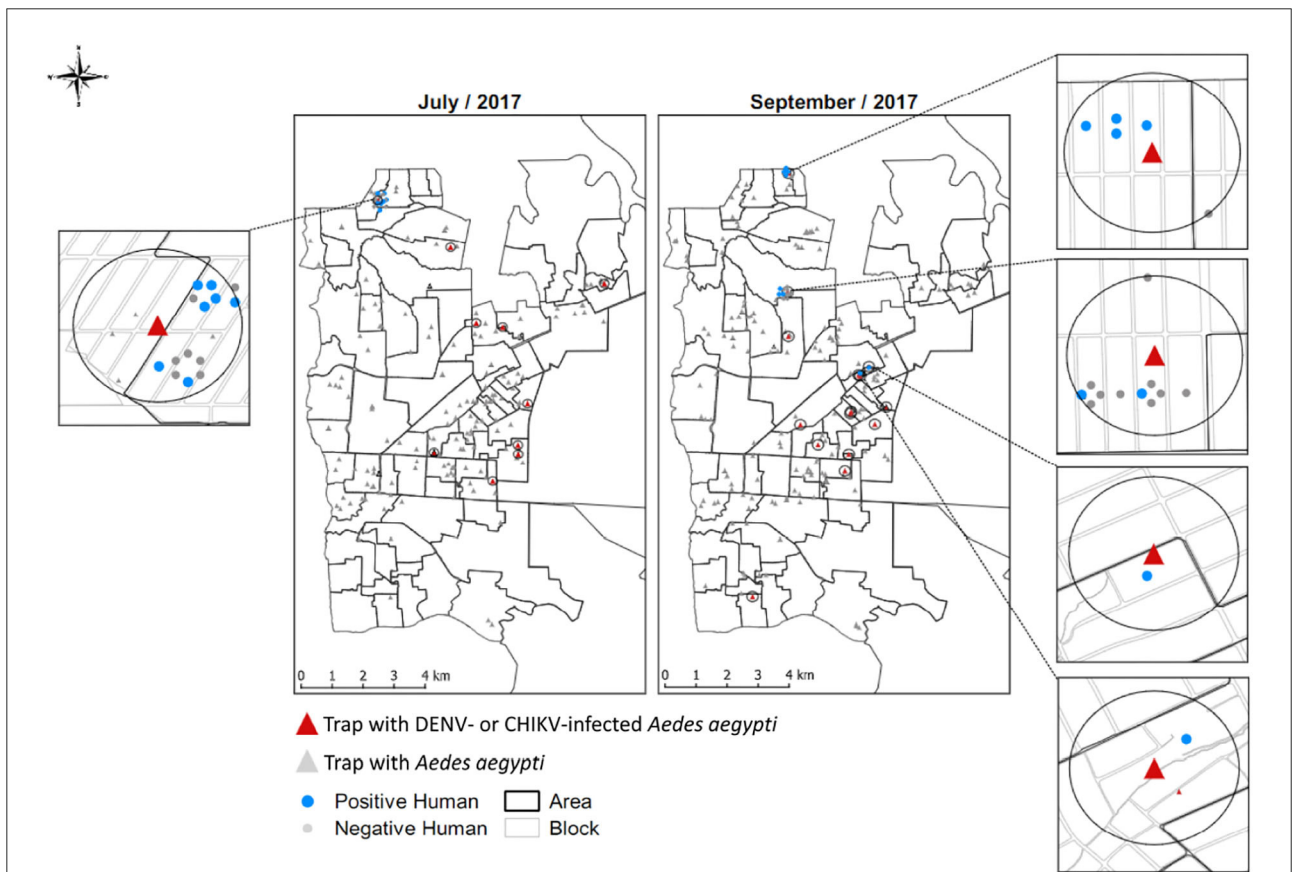 July / 2017
September / 2017
0 1 2 3 4 km
0 1 2 3 4 km
Trap with DENV- or CHIKV-infected Aedes aegypti
Trap with Aedes aegypti
Positive Human
Area
Negative Human
Block